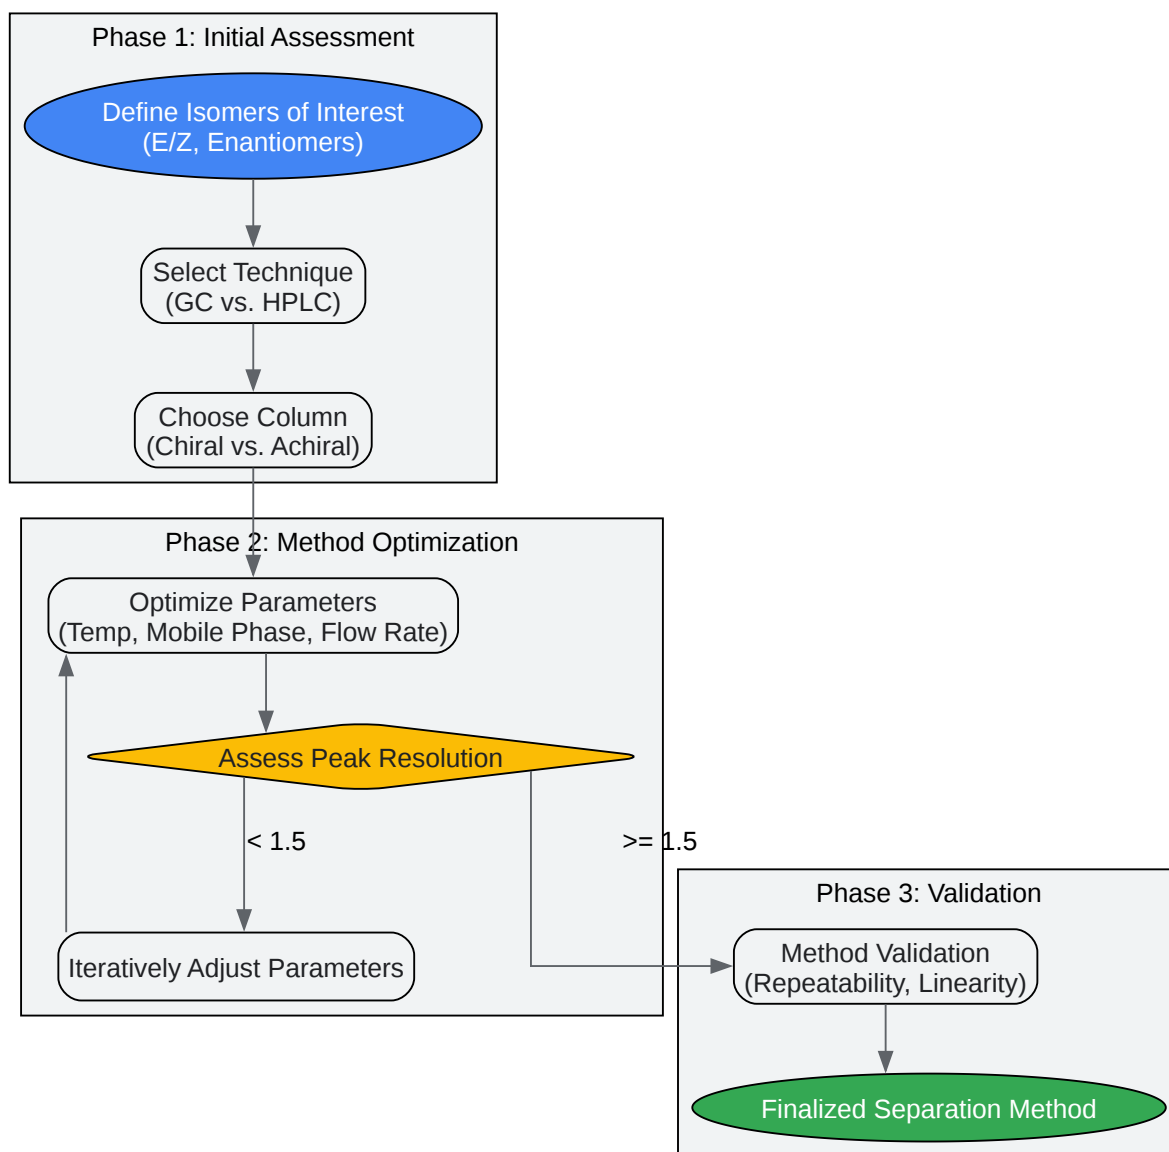 Phase 1: Initial Assessment
Define Isomers of Interest
(E/Z, Enantiomers)
Select Technique
(GC vs. HPLC)
Choose Column
(Chiral vs. Achiral)
Phase 2: Method Optimization
Optimize Parameters
(Temp, Mobile Phase, Flow Rate)
Assess Peak Resolution
< 1.5
>= 1.5
Iteratively Adjust Parameters
Phase 3: Validation
Method Validation
(Repeatability, Linearity)
Finalized Separation Method